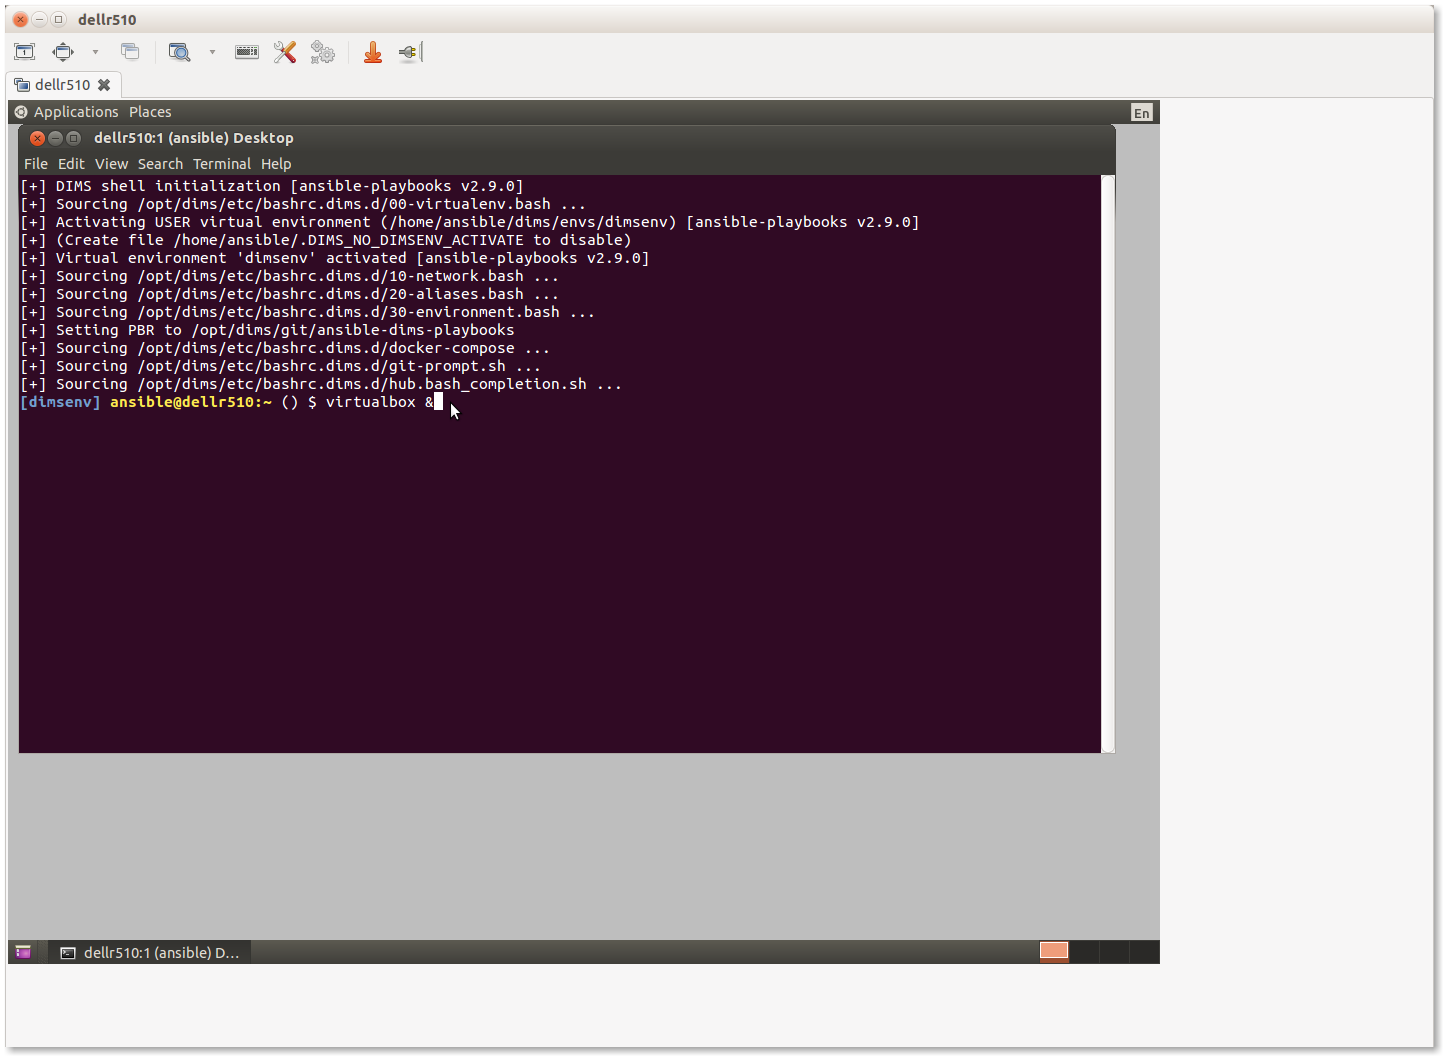 dellr510
dellr510
Applications Places En
dellr510:1 (ansible) Desktop
File Edit View Search Terminal Help
[+] DIMS shell initialization [ansible-playbooks v2.9.0]
[+] Sourcing /opt/dims/etc/bashrc.dims.d/00-virtualenv.bash ...
[+] Activating USER virtual environment (/home/ansible/dims/envs/dimsenv) [ansible-playbooks v2.9.0]
[+] (Create file /home/ansible/.DIMS_NO_DIMSENV_ACTIVATE to disable)
[+] Virtual environment 'dimsenv' activated [ansible-playbooks v2.9.0]
[+] Sourcing /opt/dims/etc/bashrc.dims.d/10-network.bash ...
[+] Sourcing /opt/dims/etc/bashrc.dims.d/20-aliases.bash ...
[+] Sourcing /opt/dims/etc/bashrc.dims.d/30-environment.bash ...
[+] Setting PBR to /opt/dims/git/ansible-dims-playbooks
[+] Sourcing /opt/dims/etc/bashrc.dims.d/docker-compose ...
[+] Sourcing /opt/dims/etc/bashrc.dims.d/git-prompt.sh ...
[+] Sourcing /opt/dims/etc/bashrc.dims.d/hub.bash_completion.sh ...
[dimsenv] ansible@dellr510:~ () $ virtualbox &
dellr510:1 (ansible) D...